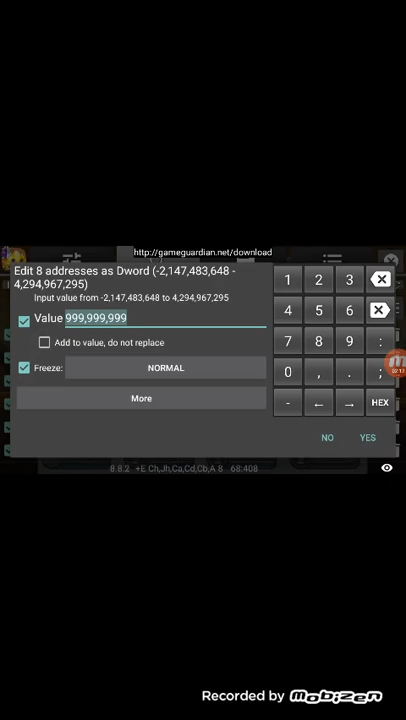 http://gameguardian.net/download
Edit 8 addresses as Dword (-2,147,483,648 -
4,294,967,295)
Input value from -2,147,483,648 to 4,294,967,295
Value 999,999,999
Add to value, do not replace
Freeze: NORMAL
More
1 2 3
4 5 6
7 8 9 :
0 , . ;
- ← → HEX
NO YES
02:13
8.8.2 +E Ch,Jh,Ca,Cd,Cb,A 8 68:408
Recorded by MOBIZEN